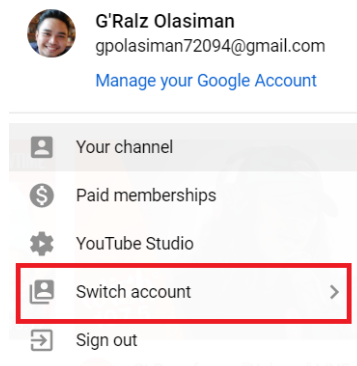 G'Ralz Olasiman
gpolasiman72094@gmail.com
Manage your Google Account
Your channel
Paid memberships
YouTube Studio
Switch account
Sign out